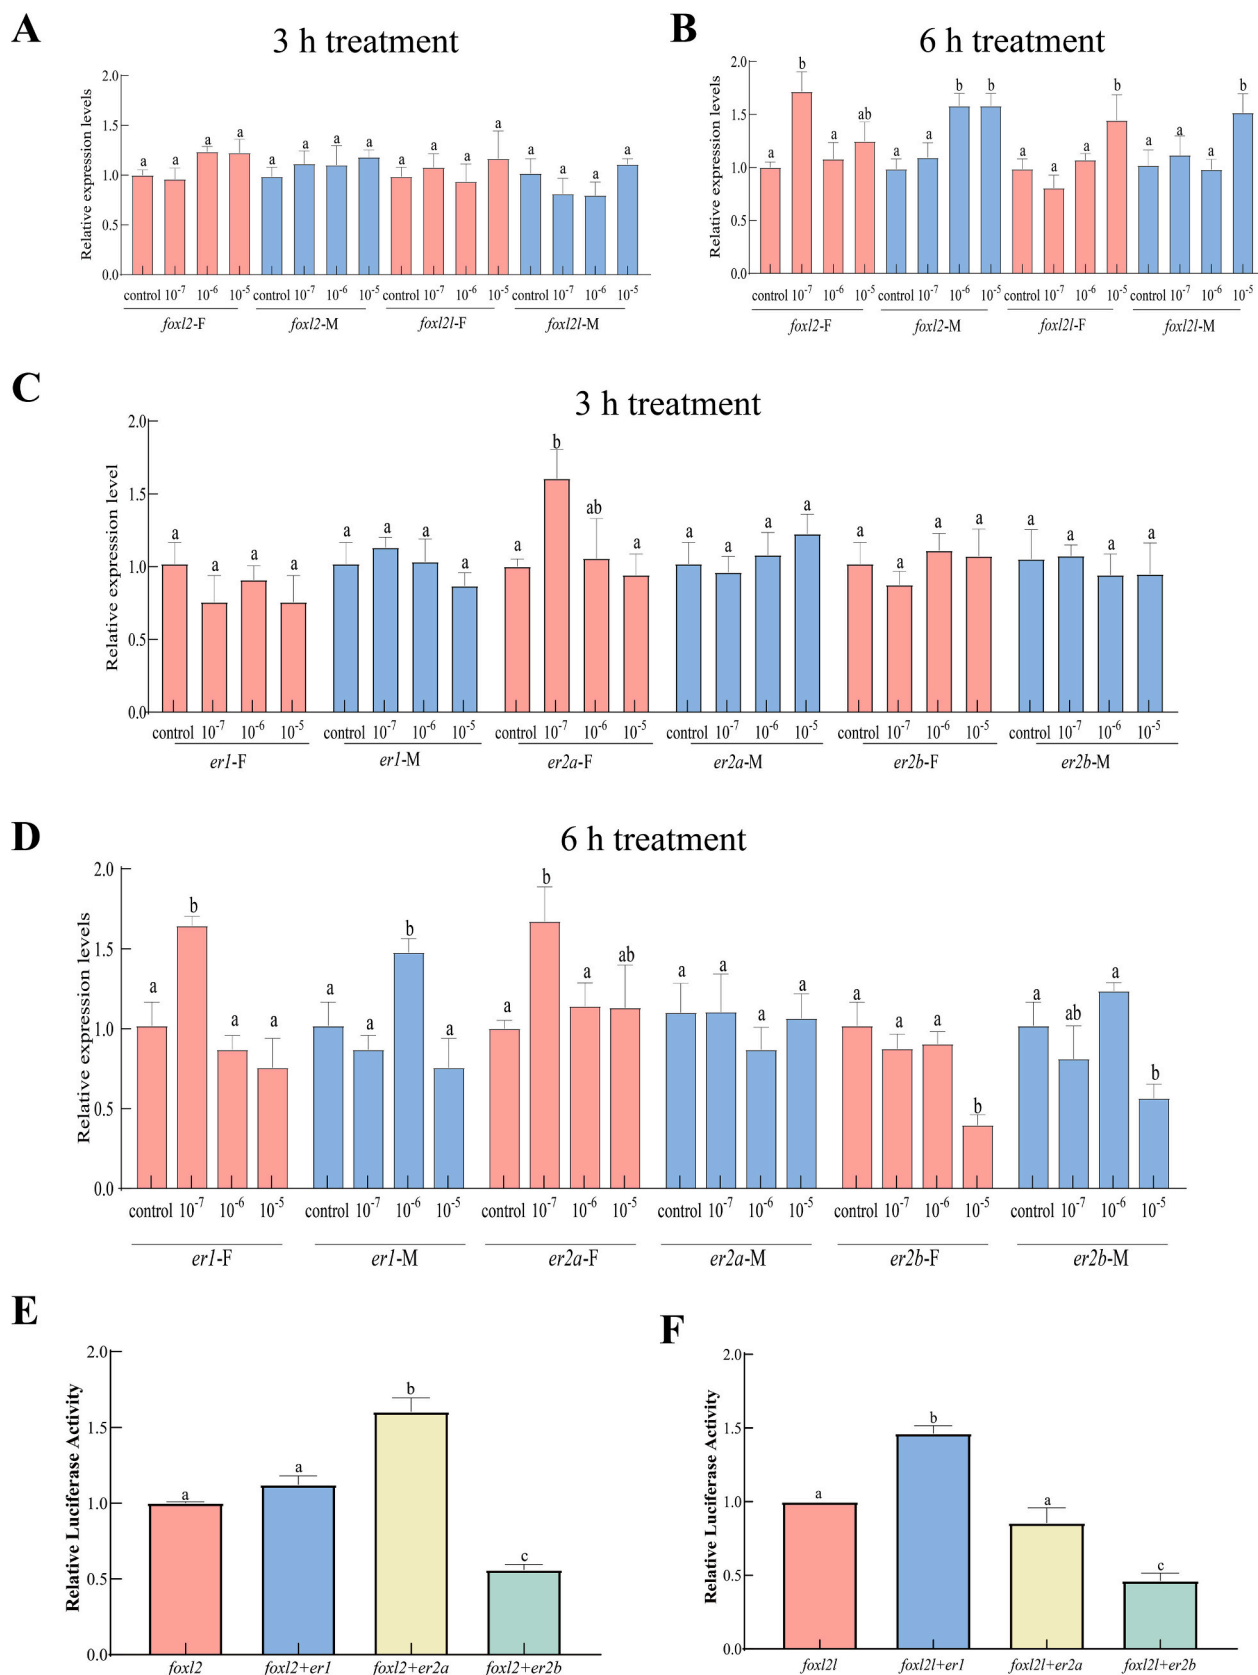 A
3 h treatment
Relative expression levels
2.0
1.5
1.0
0.5
0.0
a a a a a a a a a a a a a a a a
control 10-7 10-6 10-5 control 10-7 10-6 10-5 control 10-7 10-6 10-5 control 10-7 10-6 10-5
foxl2-F foxl2-M foxl2l-F foxl2l-M
B
6 h treatment
Relative expression levels
2.0
1.5
1.0
0.5
0.0
a b a ab a a b b a a a b a a a b
control 10-7 10-6 10-5 control 10-7 10-6 10-5 control 10-7 10-6 10-5 control 10-7 10-6 10-5
foxl2-F foxl2-M foxl2l-F foxl2l-M
C
3 h treatment
Relative expression level
2.0
1.5
1.0
0.5
0.0
a a a a a a a a a b ab a a a a a a a a a a a a a
control 10-7 10-6 10-5 control 10-7 10-6 10-5 control 10-7 10-6 10-5 control 10-7 10-6 10-5 control 10-7 10-6 10-5 control 10-7 10-6 10-5
er1-F er1-M er2a-F er2a-M er2b-F er2b-M
D
6 h treatment
Relative expression levels
2.0
1.5
1.0
0.5
0.0
a b a a a a b a a b a ab a a a a a a a b a ab a b
control 10-7 10-6 10-5 control 10-7 10-6 10-5 control 10-7 10-6 10-5 control 10-7 10-6 10-5 control 10-7 10-6 10-5 control 10-7 10-6 10-5
er1-F er1-M er2a-F er2a-M er2b-F er2b-M
E
Relative Luciferase Activity
2.0
1.5
1.0
0.5
0.0
a a b c
foxl2 foxl2+er1 foxl2+er2a foxl2+er2b
F
Relative Luciferase Activity
2.0
1.5
1.0
0.5
0.0
a b a c
foxl2l foxl2l+er1 foxl2l+er2a foxl2l+er2b